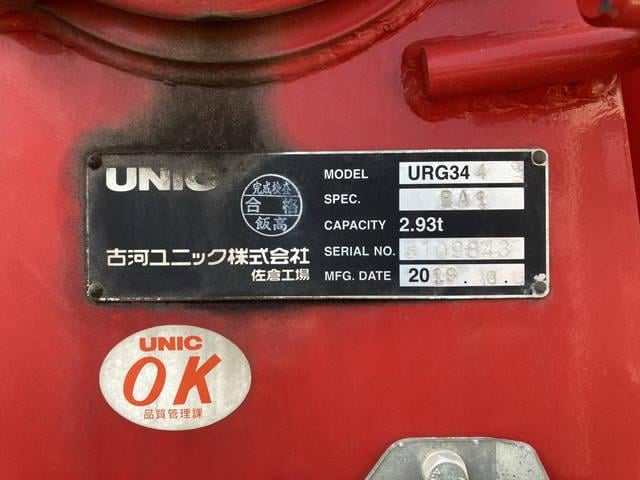 UNIC
完成検査
合格
飯高
古河ユニック株式会社
佐倉工場
MODEL URG344
SPEC. RA1
CAPACITY 2.93t
SERIAL NO.
MFG. DATE 2019.
UNIC
OK
品質管理課